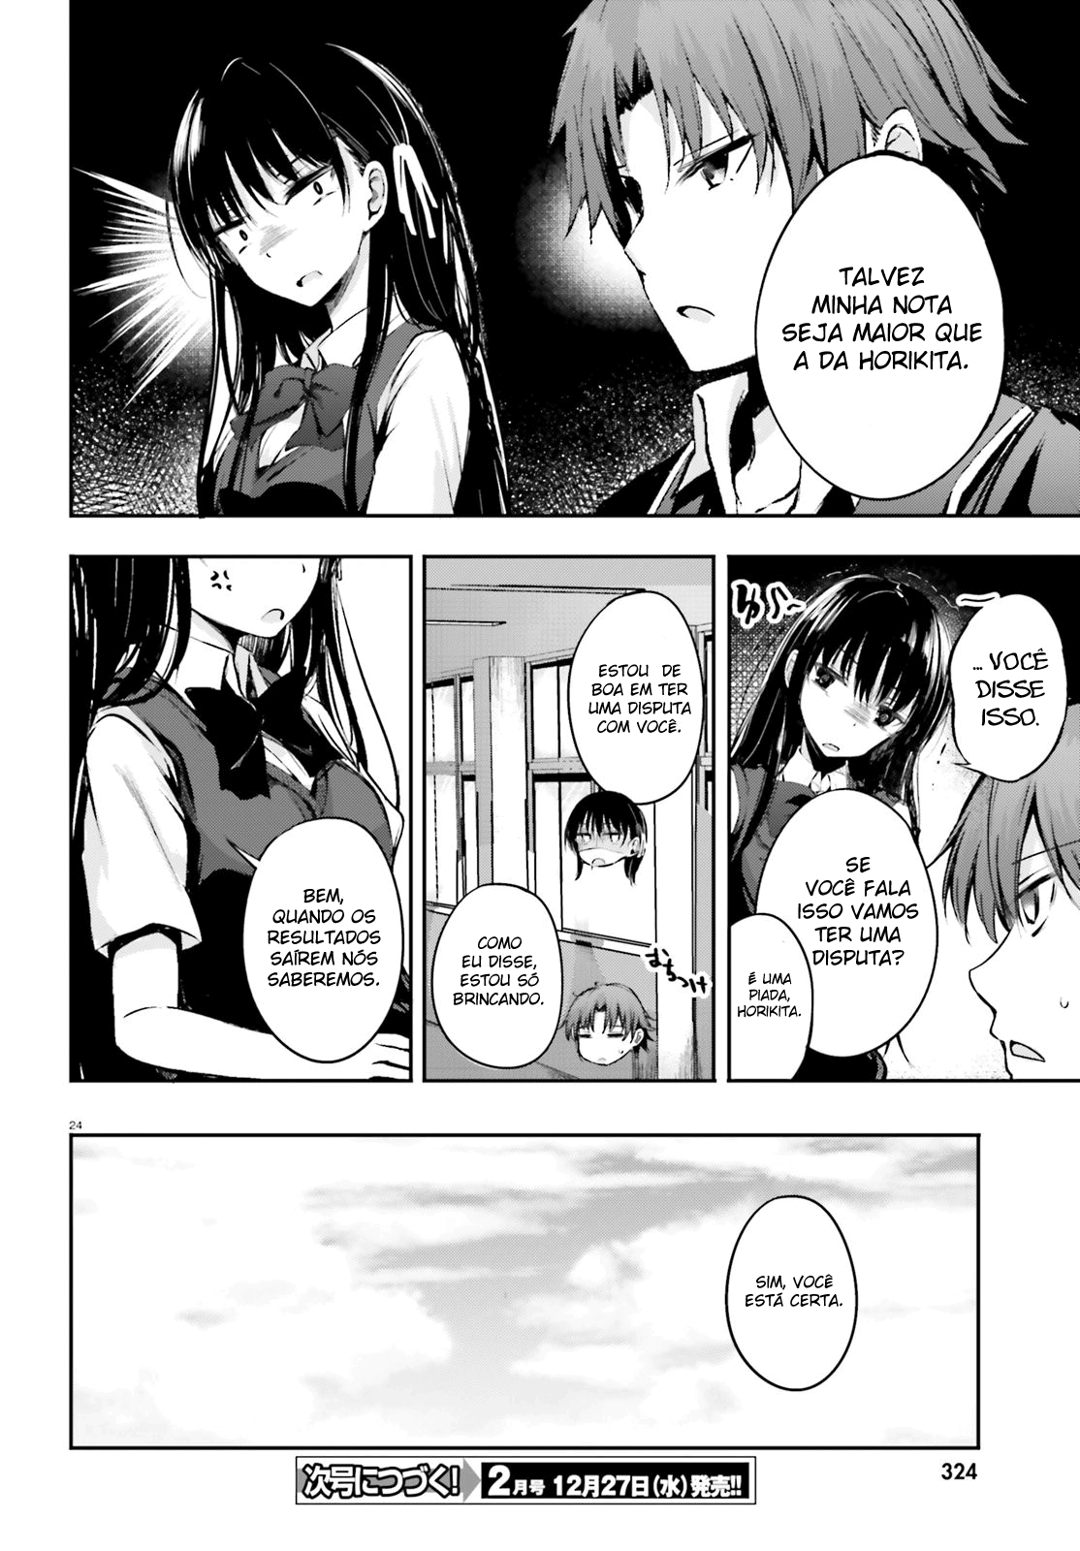 TALVEZ
MINHA NOTA
SEJA MAIOR QUE
A DA HORIKITA.
... VOCÊ
DISSE
ISSO.
SE
VOCÊ FALA
ISSO VAMOS
TER UMA
DISPUTA?
É UMA
PIADA,
HORIKITA.
ESTOU DE
BOA EM TER
UMA DISPUTA
COM VOCÊ.
COMO
EU DISSE,
ESTOU SÓ
BRINCANDO.
BEM,
QUANDO OS
RESULTADOS
SAÍREM NÓS
SABEREMOS.
24
SIM, VOCÊ
ESTÁ CERTA.
次号につづく! 2月号 12月27日(水)発売!!
324